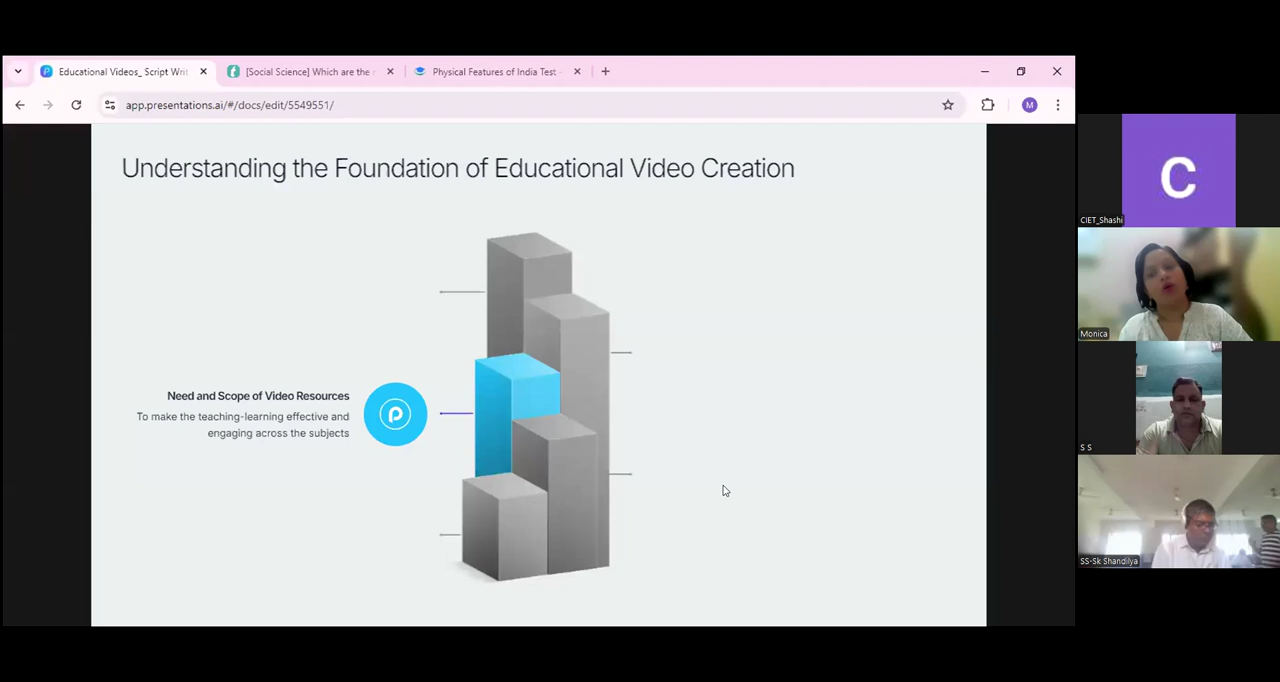 Educational Videos_ Script Writ
[Social Science] Which are the
Physical Features of India Test -
app.presentations.ai/#/docs/edit/5549551/
M
Understanding the Foundation of Educational Video Creation
Need and Scope of Video Resources
To make the teaching-learning effective and
engaging across the subjects
C
CIET_Shashi
Monica
S S
SS-Sk Shandilya